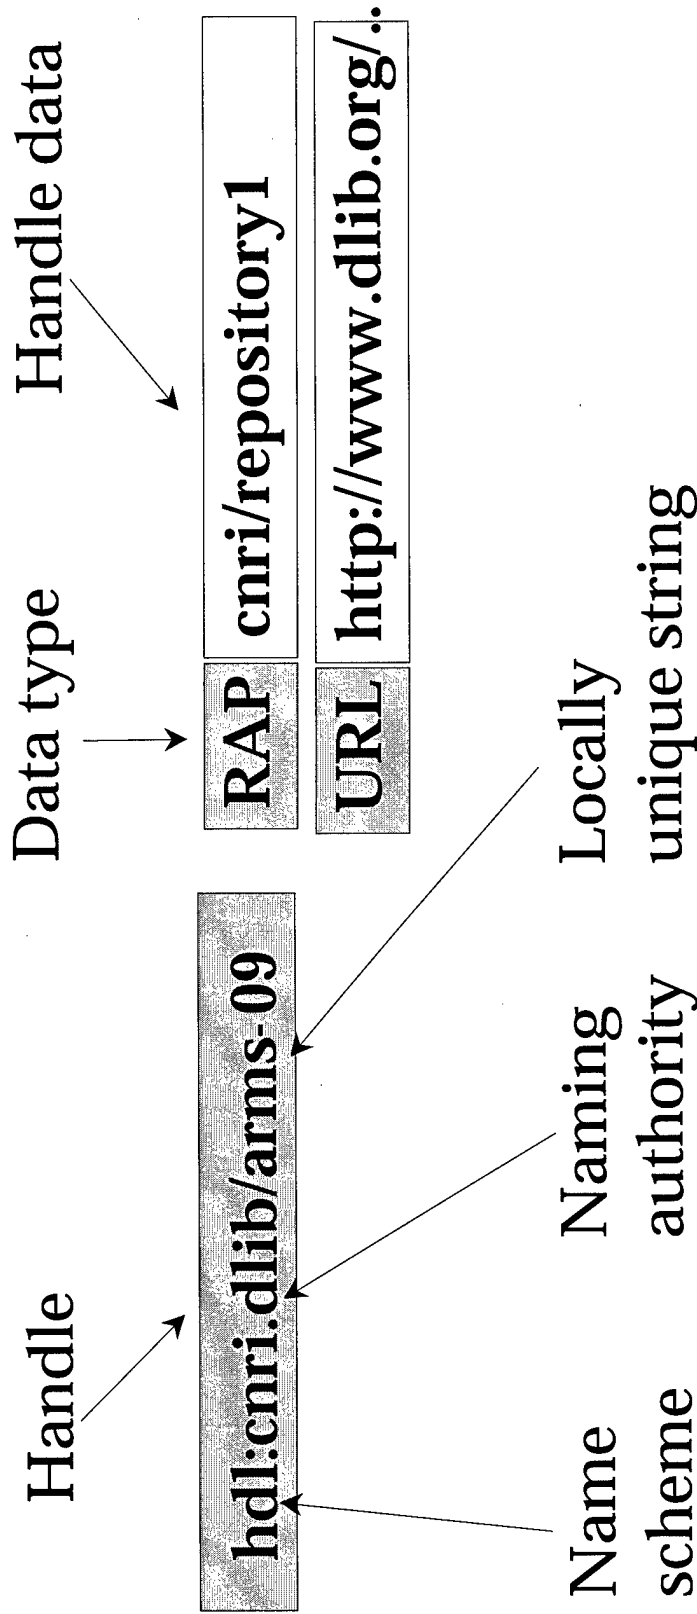 Handle
Data type
Handle data
hdl:cnri.dlib/arms-09
RAP
cnri/repository1
URL
http://www.dlib.org/..
Name
scheme
Naming
authority
Locally
unique string